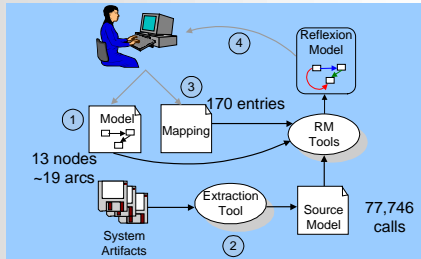 Reflexion
Model
4
3
170 entries
1
Model
Mapping
RM
Tools
13 nodes
~19 arcs
Extraction
Tool
Source
Model
77,746
calls
System
Artifacts
2